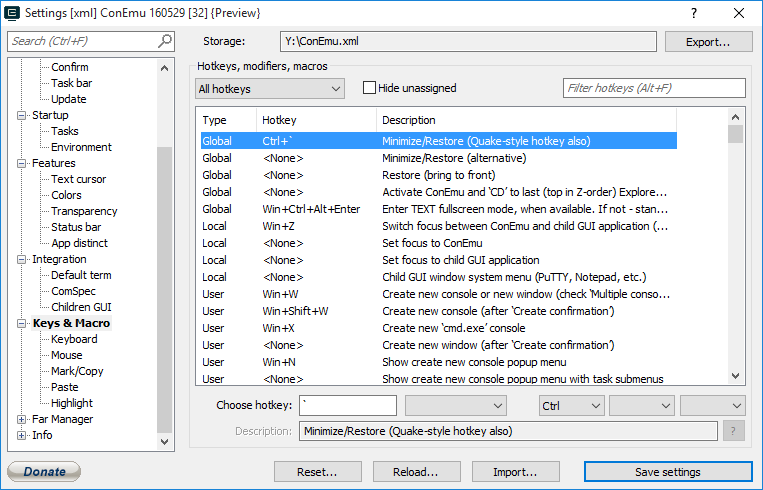 Settings [xml] ConEmu 160529 [32] {Preview}
Search (Ctrl+F)
Storage:
Y:\ConEmu.xml
Export...
Confirm
Task bar
Update
Startup
Tasks
Environment
Features
Text cursor
Colors
Transparency
Status bar
App distinct
Integration
Default term
ComSpec
Children GUI
Keys & Macro
Keyboard
Mouse
Mark/Copy
Paste
Highlight
Far Manager
Info
Hotkeys, modifiers, macros
All hotkeys
Hide unassigned
Filter hotkeys (Alt+F)
Type Hotkey Description
Global Ctrl+` Minimize/Restore (Quake-style hotkey also)
Global <None> Minimize/Restore (alternative)
Global <None> Restore (bring to front)
Global <None> Activate ConEmu and ‘CD’ to last (top in Z-order) Explore...
Global Win+Ctrl+Alt+Enter Enter TEXT fullscreen mode, when available. If not - stan...
Local Win+Z Switch focus between ConEmu and child GUI application (...
Local <None> Set focus to ConEmu
Local <None> Set focus to child GUI application
Local <None> Child GUI window system menu (PuTTY, Notepad, etc.)
User Win+W Create new console or new window (check ‘Multiple conso...
User Win+Shift+W Create new console (after ‘Create confirmation’)
User Win+X Create new ‘cmd.exe’ console
User <None> Create new window (after ‘Create confirmation’)
User Win+N Show create new console popup menu
User <None> Show create new console popup menu with task submenus
Choose hotkey: ` Ctrl
Description: Minimize/Restore (Quake-style hotkey also) ?
Donate
Reset...
Reload...
Import...
Save settings